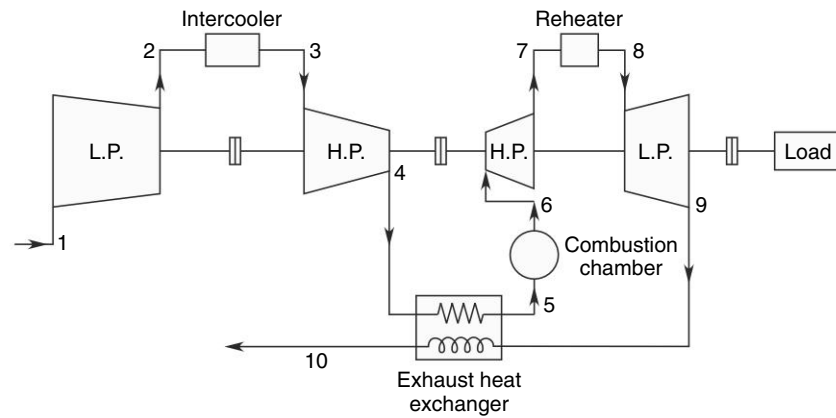 Intercooler
Reheater
2
3
7
8
L.P.
H.P.
H.P.
L.P.
Load
4
6
9
1
Combustion
chamber
5
10
Exhaust heat
exchanger